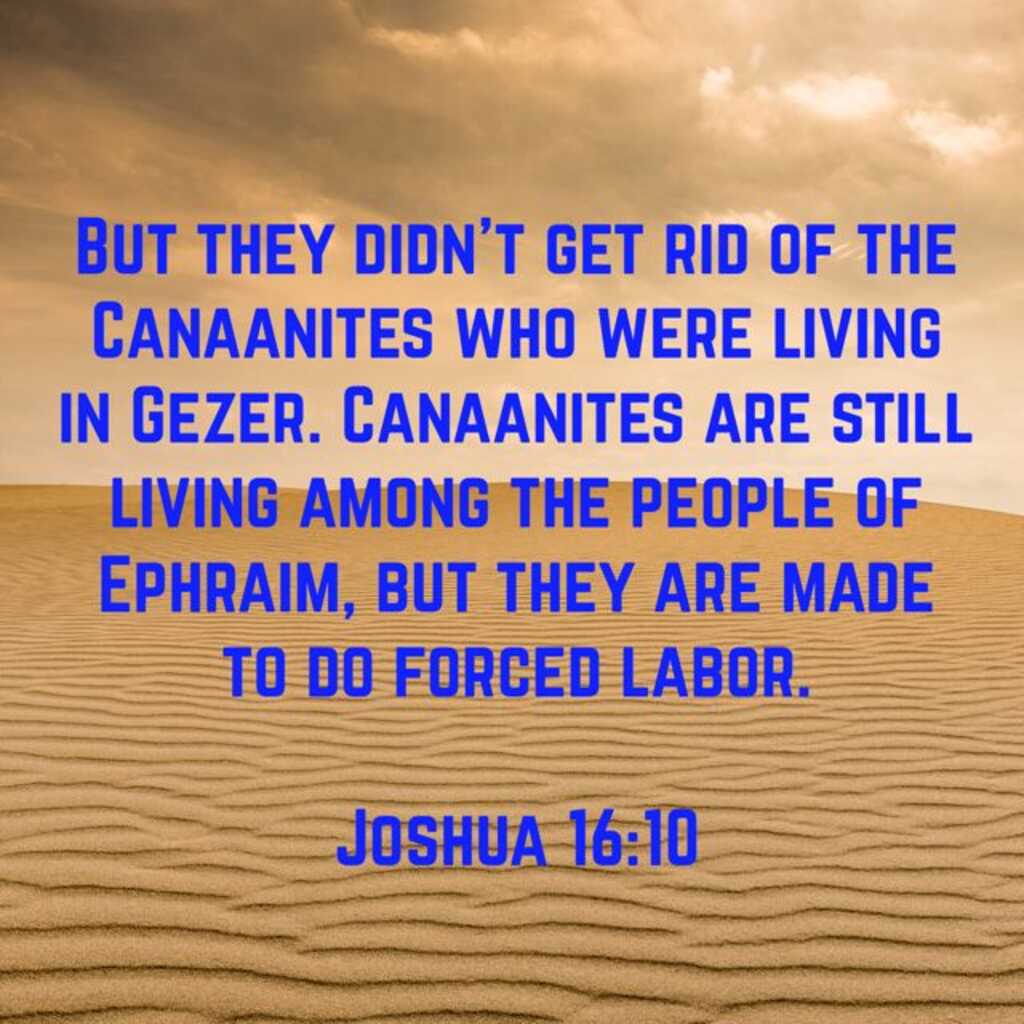 But they didn't get rid of the
Canaanites who were living
in Gezer. Canaanites are still
living among the people of
Ephraim, but they are made
to do forced labor.
Joshua 16:10